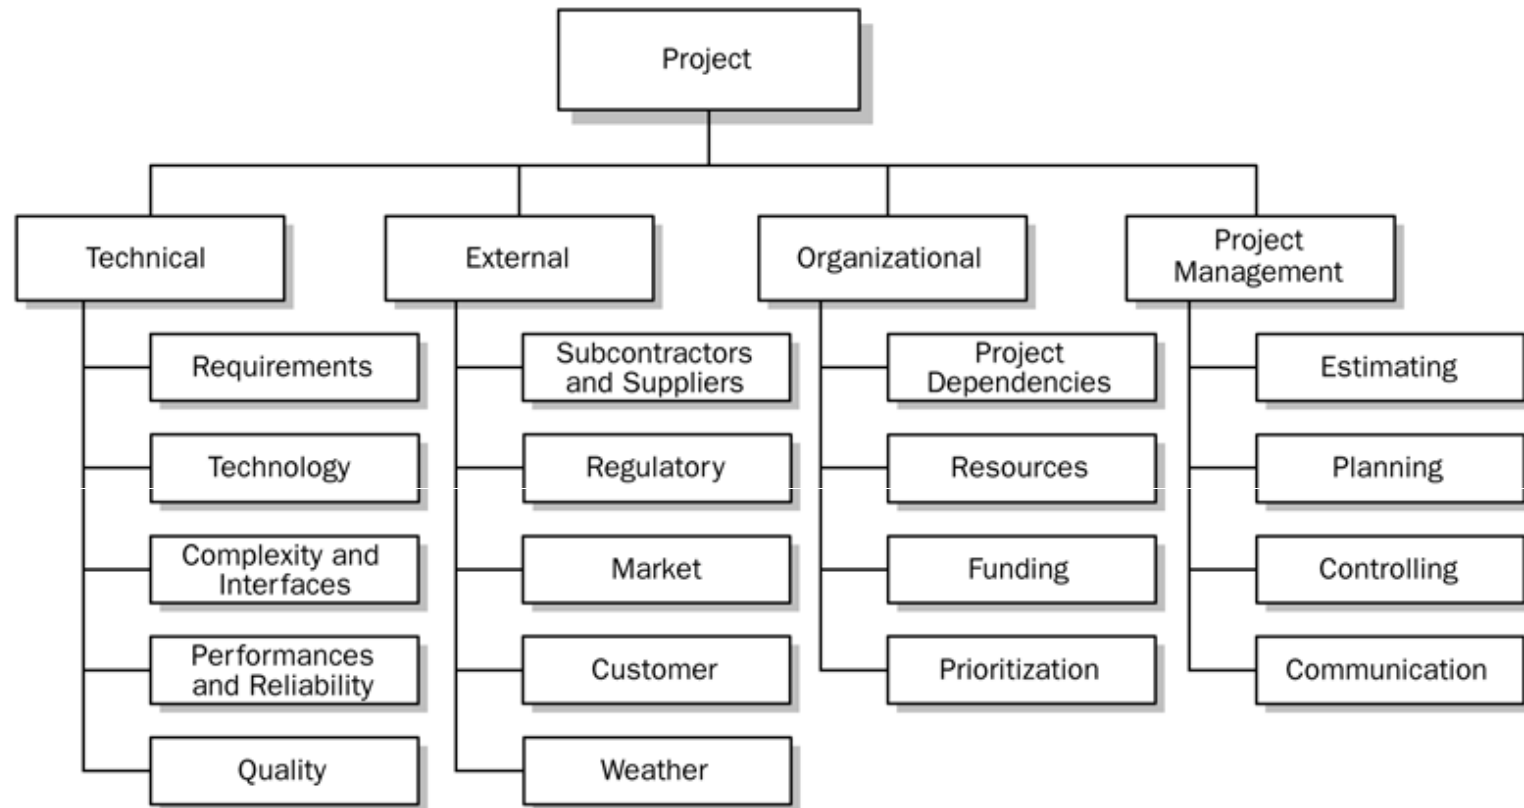 Project
Technical
External
Organizational
Project
Management
Requirements
Technology
Complexity and
Interfaces
Performances
and Reliability
Quality
Subcontractors
and Suppliers
Regulatory
Market
Customer
Weather
Project
Dependencies
Resources
Funding
Prioritization
Estimating
Planning
Controlling
Communication